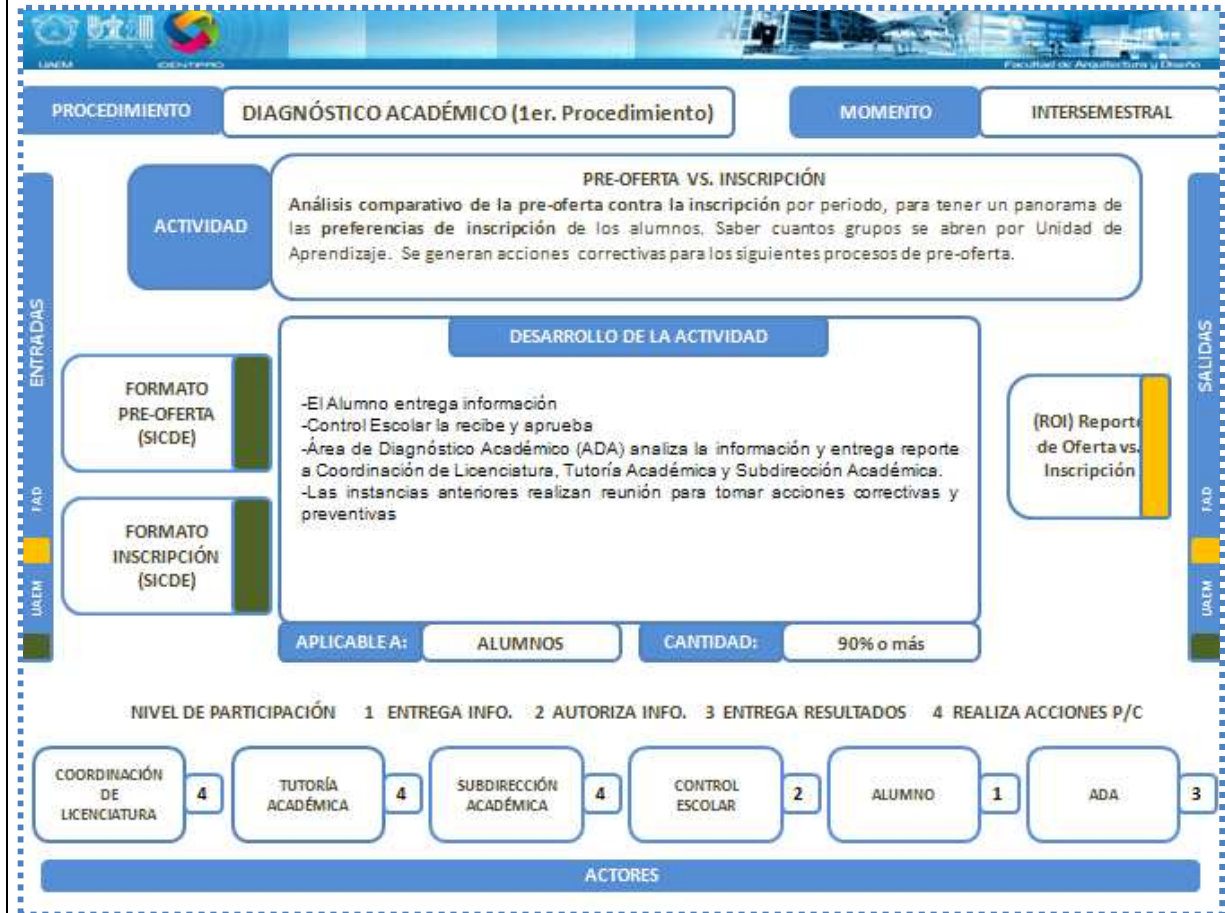 UAEM
IDENTIPRO
Facultad de Arquitectura y Diseño
PROCEDIMIENTO
DIAGNÓSTICO ACADÉMICO (1er. Procedimiento)
MOMENTO
INTERSEMESTRAL
ACTIVIDAD
PRE-OFERTA VS. INSCRIPCIÓN
Análisis comparativo de la pre-oferta contra la inscripción por periodo, para tener un panorama de
las preferencias de inscripción de los alumnos. Saber cuantos grupos se abren por Unidad de
Aprendizaje. Se generan acciones correctivas para los siguientes procesos de pre-oferta.
ENTRADAS
FAD
UAEM
FORMATO
PRE-OFERTA
(SICDE)
FORMATO
INSCRIPCIÓN
(SICDE)
DESARROLLO DE LA ACTIVIDAD
-El Alumno entrega información
-Control Escolar la recibe y aprueba
-Área de Diagnóstico Académico (ADA) analiza la información y entrega reporte
a Coordinación de Licenciatura, Tutoría Académica y Subdirección Académica.
-Las instancias anteriores realizan reunión para tomar acciones correctivas y
preventivas
(ROI) Reporte
de Oferta vs.
Inscripción
SALIDAS
FAD
UAEM
APLICABLE A:
ALUMNOS
CANTIDAD:
90% o más
NIVEL DE PARTICIPACIÓN 1 ENTREGA INFO. 2 AUTORIZA INFO. 3 ENTREGA RESULTADOS 4 REALIZA ACCIONES P/C
COORDINACIÓN
DE
LICENCIATURA
4
TUTORÍA
ACADÉMICA
4
SUBDIRECCIÓN
ACADÉMICA
4
CONTROL
ESCOLAR
2
ALUMNO
1
ADA
3
ACTORES